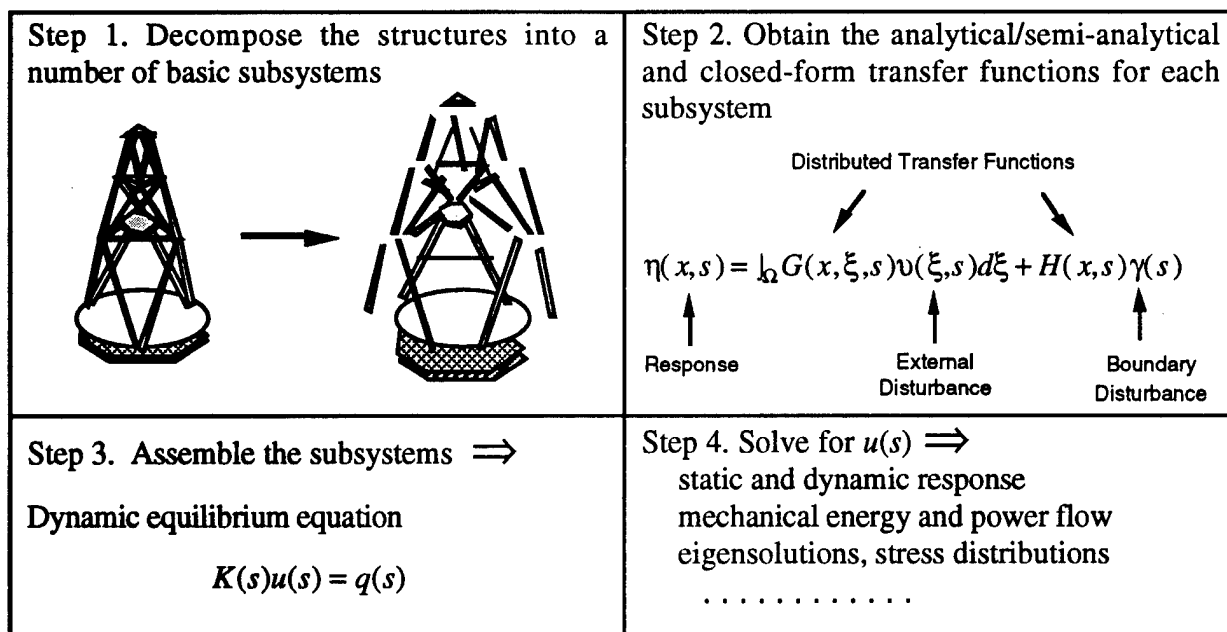 Step 1. Decompose the structures into a
number of basic subsystems
Step 2. Obtain the analytical/semi-analytical
and closed-form transfer functions for each
subsystem
Distributed Transfer Functions
η(x,s) = ∫_Ω G(x,ξ,s)υ(ξ,s)dξ + H(x,s)γ(s)
Response
External
Disturbance
Boundary
Disturbance
Step 3. Assemble the subsystems ⇒
Dynamic equilibrium equation
K(s)u(s) = q(s)
Step 4. Solve for u(s) ⇒
static and dynamic response
mechanical energy and power flow
eigensolutions, stress distributions
. . . . . . . . . . . .